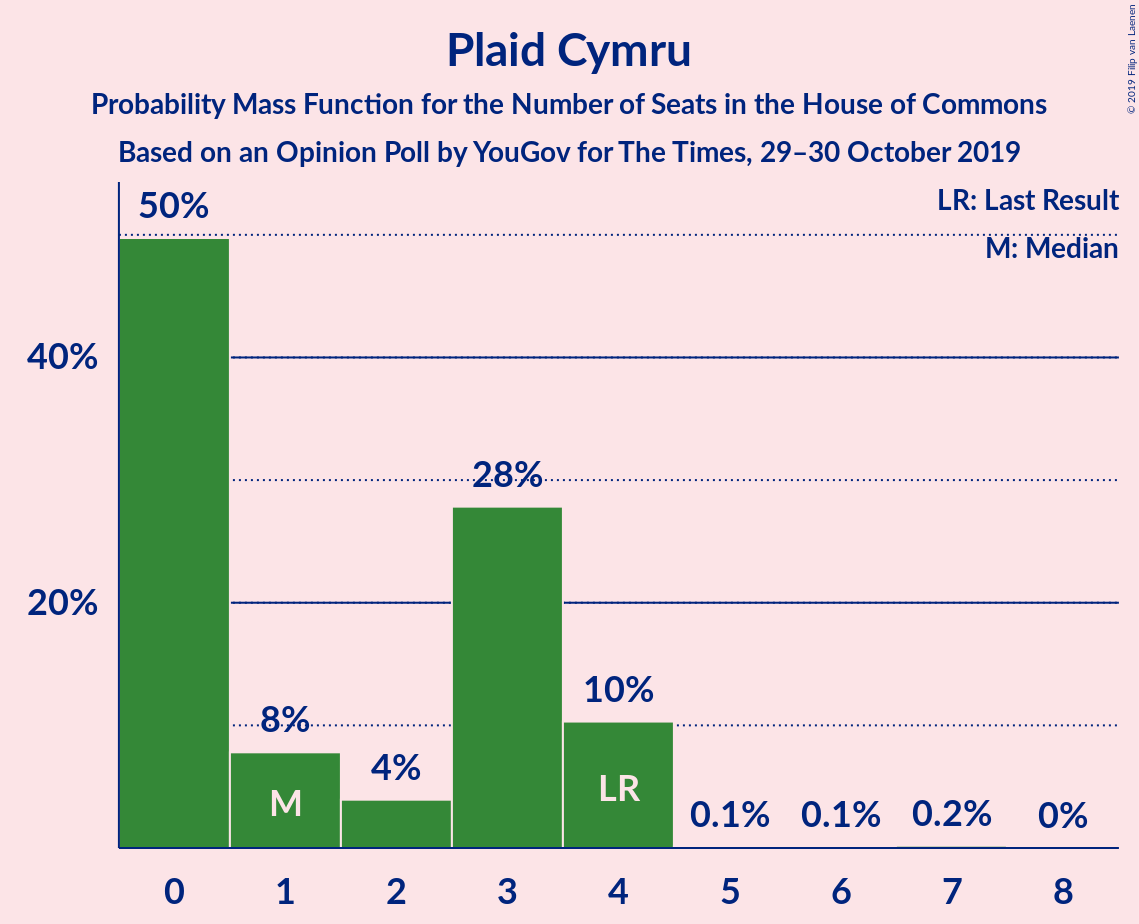 Plaid Cymru
Probability Mass Function for the Number of Seats in the House of Commons
Based on an Opinion Poll by YouGov for The Times, 29–30 October 2019
© 2019 Filip van Laenen
LR: Last Result
M: Median
50%
40%
28%
20%
10%
8%
4%
M
LR
0.1%
0.1%
0.2%
0%
0
1
2
3
4
5
6
7
8